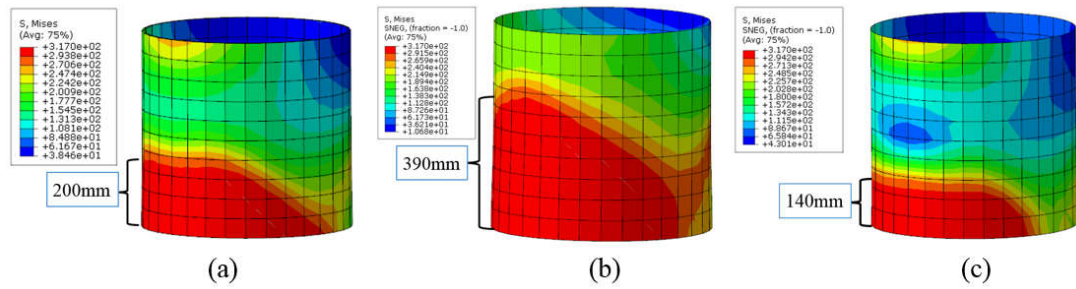 S, Mises
(Avg: 75%)
+3.170e+02
+2.938e+02
+2.706e+02
+2.474e+02
+2.242e+02
+2.009e+02
+1.777e+02
+1.545e+02
+1.313e+02
+1.081e+02
+8.488e+01
+6.167e+01
+3.846e+01
200mm
(a)
S, Mises
SNEG, (fraction = -1.0)
(Avg: 75%)
+3.170e+02
+2.915e+02
+2.659e+02
+2.404e+02
+2.149e+02
+1.894e+02
+1.638e+02
+1.383e+02
+1.128e+02
+8.726e+01
+6.173e+01
+3.621e+01
+1.068e+01
390mm
(b)
S, Mises
SNEG, (fraction = -1.0)
(Avg: 75%)
+3.170e+02
+2.942e+02
+2.713e+02
+2.485e+02
+2.257e+02
+2.028e+02
+1.800e+02
+1.572e+02
+1.343e+02
+1.115e+02
+8.867e+01
+6.584e+01
+4.301e+01
140mm
(c)